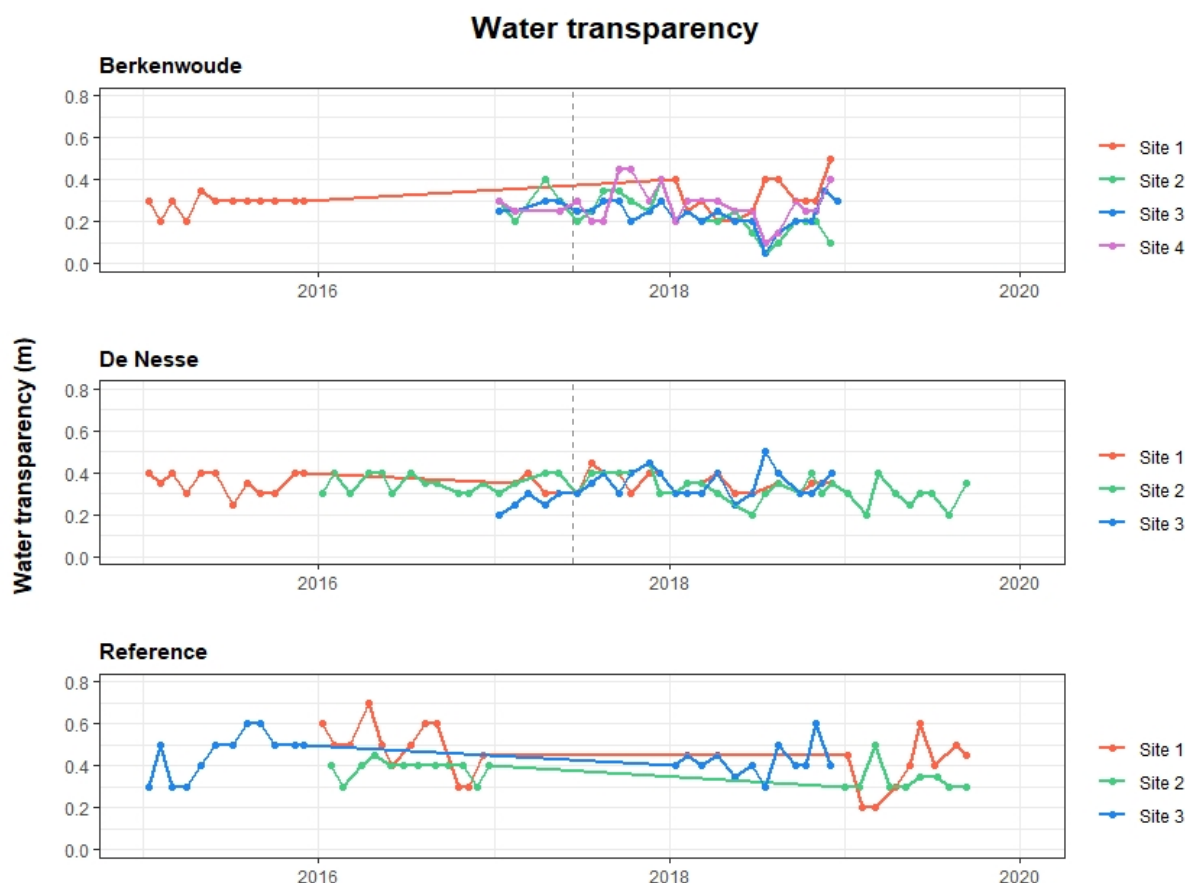 Water transparency
Berkenwoude
0.8
0.6
0.4
0.2
0.0
2016 2018 2020
Site 1
Site 2
Site 3
Site 4
Water transparency (m)
De Nesse
0.8
0.6
0.4
0.2
0.0
2016 2018 2020
Site 1
Site 2
Site 3
Reference
0.8
0.6
0.4
0.2
0.0
2016 2018 2020
Site 1
Site 2
Site 3